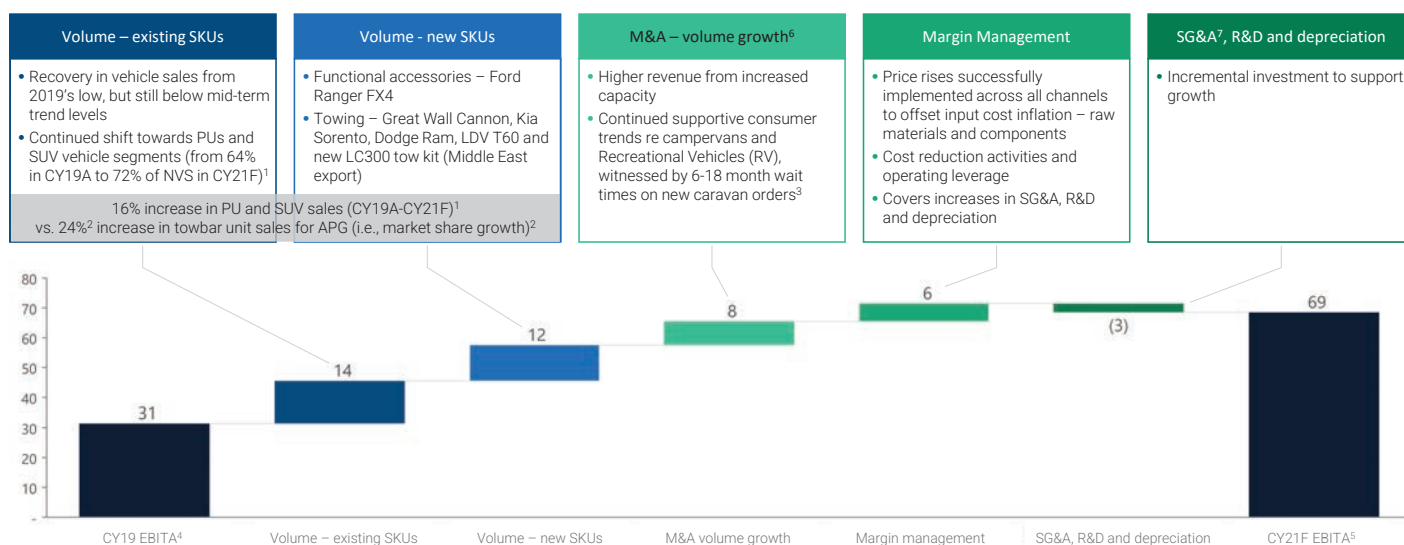 Volume – existing SKUs
• Recovery in vehicle sales from
2019's low, but still below mid-term
trend levels
• Continued shift towards PUs and
SUV vehicle segments (from 64%
in CY19A to 72% of NVS in CY21F)1
Volume - new SKUs
• Functional accessories – Ford
Ranger FX4
• Towing – Great Wall Cannon, Kia
Sorento, Dodge Ram, LDV T60 and
new LC300 tow kit (Middle East
export)
16% increase in PU and SUV sales (CY19A-CY21F)1
vs. 24%2 increase in towbar unit sales for APG (i.e., market share growth)2
M&A – volume growth6
• Higher revenue from increased
capacity
• Continued supportive consumer
trends re campervans and
Recreational Vehicles (RV),
witnessed by 6-18 month wait
times on new caravan orders3
Margin Management
• Price rises successfully
implemented across all channels
to offset input cost inflation – raw
materials and components
• Cost reduction activities and
operating leverage
• Covers increases in SG&A, R&D
and depreciation
SG&A7, R&D and depreciation
• Incremental investment to support
growth
80
70
60
50
40
30
20
10
-
31
14
12
8
6
(3)
69
CY19 EBITA4
Volume – existing SKUs
Volume – new SKUs
M&A volume growth
Margin management
SG&A, R&D and depreciation
CY21F EBITA5